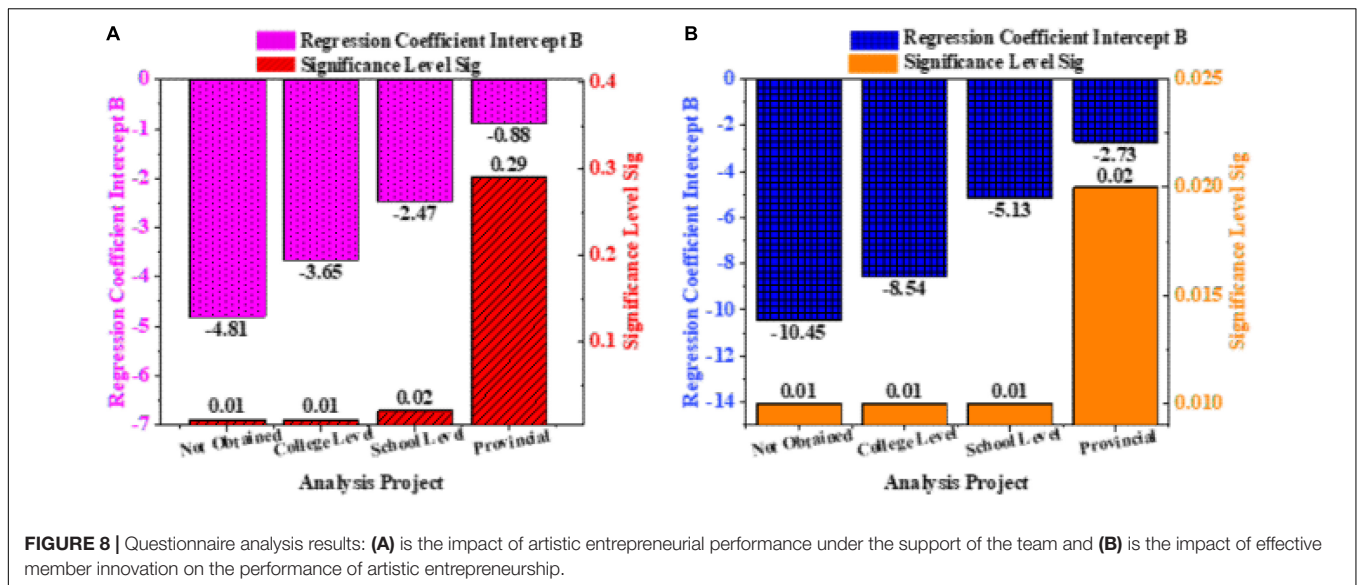 A
Regression Coefficient Intercept B
Significance Level Sig
0
-1
-2
-3
-4
-5
-6
-7
Regression Coefficient Intercept B
0.4
0.3
0.2
0.1
Significance Level Sig
-4.81
-3.65
-2.47
-0.88
0.01
0.01
0.02
0.29
Not Obtained
College Level
School Level
Provincial
Analysis Project
B
Regression Coefficient Intercept B
Significance Level Sig
0
-2
-4
-6
-8
-10
-12
-14
Regression Coefficient Intercept B
0.025
0.020
0.015
0.010
Significance Level Sig
-10.45
-8.54
-5.13
-2.73
0.01
0.01
0.01
0.02
Not Obtained
College Level
School Level
Provincial
Analysis Project
FIGURE 8 | Questionnaire analysis results: (A) is the impact of artistic entrepreneurial performance under the support of the team and (B) is the impact of effective
member innovation on the performance of artistic entrepreneurship.